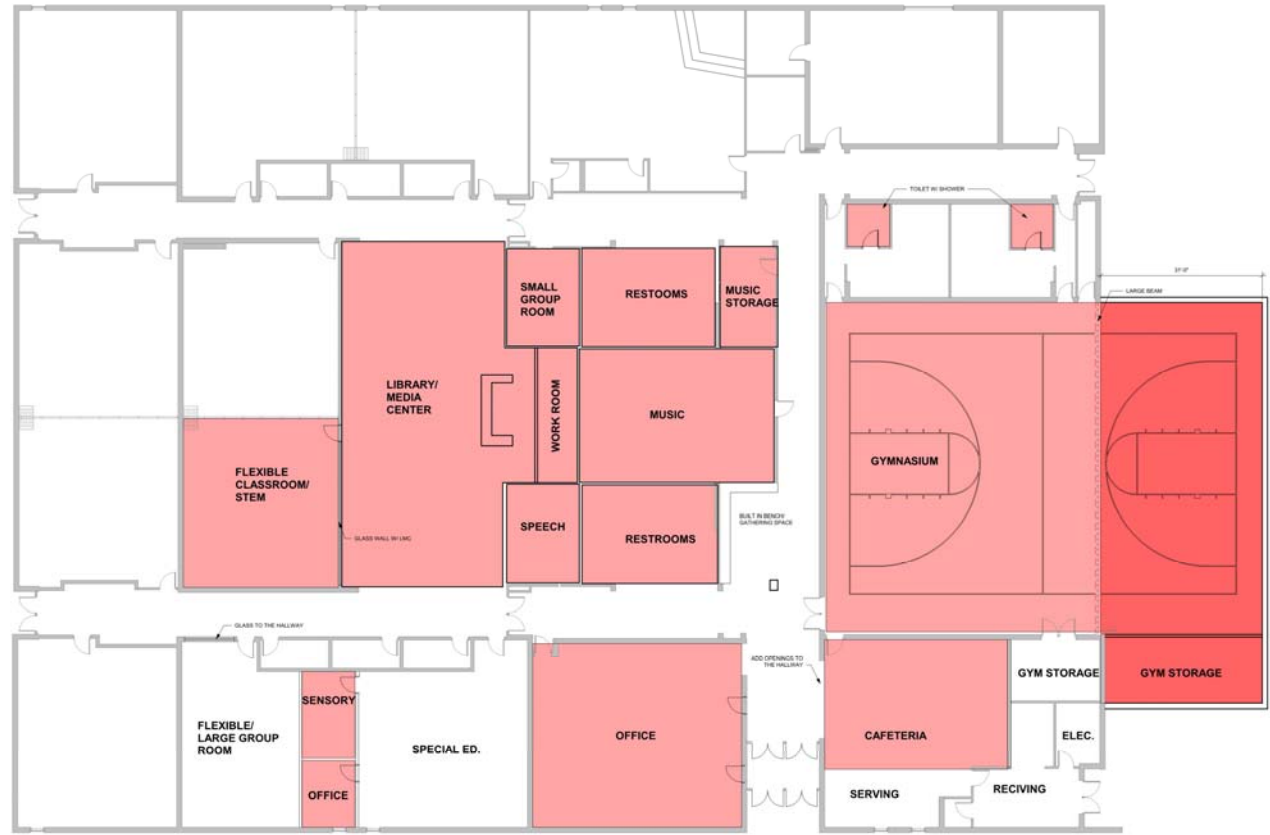 TOILET W/ SHOWER
31'-0"
LARGE BEAM
SMALL
GROUP
ROOM
RESTOOMS
MUSIC
STORAGE
LIBRARY/
MEDIA
CENTER
WORK ROOM
MUSIC
GYMNASIUM
FLEXIBLE
CLASSROOM/
STEM
GLASS WALL W/ LMC
SPEECH
RESTROOMS
BUILT IN BENCH/
GATHERING SPACE
GLASS TO THE HALLWAY
ADD OPENINGS TO
THE HALLWAY
SENSORY
GYM STORAGE
GYM STORAGE
FLEXIBLE/
LARGE GROUP
ROOM
SPECIAL ED.
OFFICE
CAFETERIA
ELEC.
OFFICE
SERVING
RECIVING